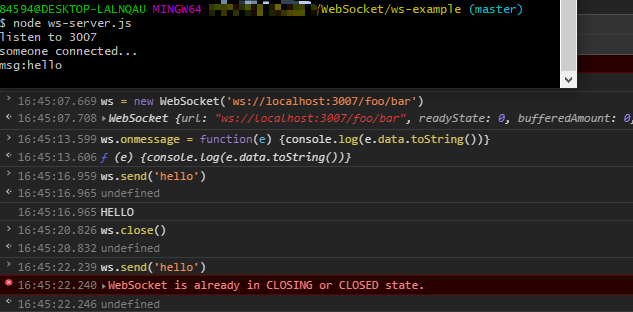 84594@DESKTOP-LALNQAU MINGW64 /WebSocket/ws-example (master)
$ node ws-server.js
listen to 3007
someone connected...
msg:hello
16:45:07.669 ws = new WebSocket('ws://localhost:3007/foo/bar')
16:45:07.708 ▸WebSocket {url: "ws://localhost:3007/foo/bar", readyState: 0, bufferedAmount: 0,
16:45:13.599 ws.onmessage = function(e) {console.log(e.data.toString())}
16:45:13.606 ƒ (e) {console.log(e.data.toString())}
16:45:16.959 ws.send('hello')
16:45:16.965 undefined
16:45:16.965 HELLO
16:45:20.826 ws.close()
16:45:20.832 undefined
16:45:22.239 ws.send('hello')
16:45:22.240 ▸WebSocket is already in CLOSING or CLOSED state.
16:45:22.246 undefined